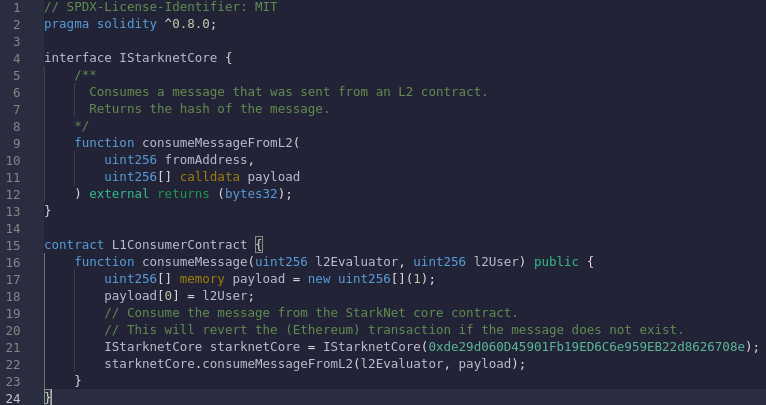 1 // SPDX-License-Identifier: MIT
2 pragma solidity ^0.8.0;
3
4 interface IStarknetCore {
5     /**
6       Consumes a message that was sent from an L2 contract.
7       Returns the hash of the message.
8     */
9     function consumeMessageFromL2(
10         uint256 fromAddress,
11         uint256[] calldata payload
12     ) external returns (bytes32);
13 }
14
15 contract L1ConsumerContract {
16     function consumeMessage(uint256 l2Evaluator, uint256 l2User) public {
17         uint256[] memory payload = new uint256[](1);
18         payload[0] = l2User;
19         // Consume the message from the StarkNet core contract.
20         // This will revert the (Ethereum) transaction if the message does not exist.
21         IStarknetCore starknetCore = IStarknetCore(0xde29d060D45901Fb19ED6C6e959EB22d8626708e);
22         starknetCore.consumeMessageFromL2(l2Evaluator, payload);
23     }
24 }